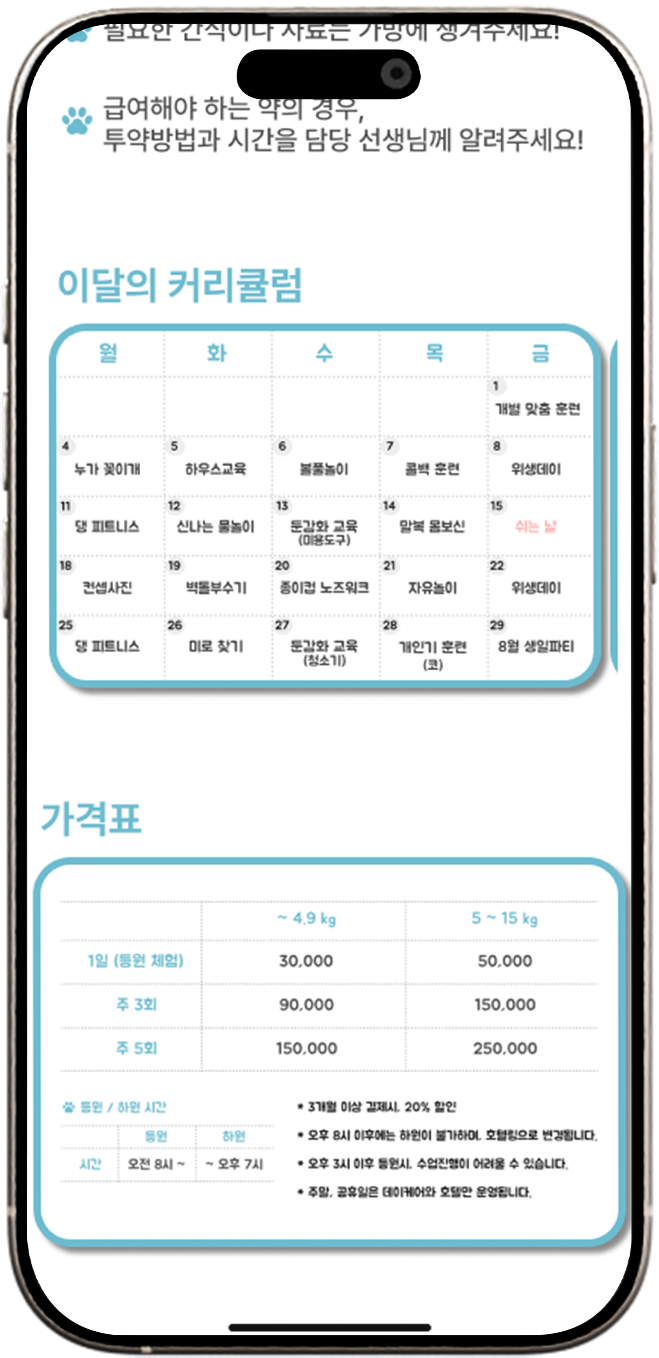 필요한 간식이나 사료는 가방에 챙겨주세요!
급여해야 하는 약의 경우,
투약방법과 시간을 담당 선생님께 알려주세요!
이달의 커리큘럼
월 화 수 목 금
1
개별 맞춤 훈련
4 5 6 7 8
누가 꽃이개 하우스교육 볼풀놀이 콜백 훈련 위생데이
11 12 13 14 15
댕 피트니스 신나는 물놀이 둔감화 교육 말복 몸보신 쉬는 날
(미용도구)
18 19 20 21 22
컨셉사진 벽돌부수기 종이컵 노즈워크 자유놀이 위생데이
25 26 27 28 29
댕 피트니스 미로 찾기 둔감화 교육 개인기 훈련 8월 생일파티
(청소기) (코)
가격표
~ 4.9 kg 5 ~ 15 kg
1일 (등원 체험) 30,000 50,000
주 3회 90,000 150,000
주 5회 150,000 250,000
등원 / 하원 시간
등원 하원
시간 오전 8시 ~ ~ 오후 7시
* 3개월 이상 결제시, 20% 할인
* 오후 8시 이후에는 하원이 불가하며, 호텔링으로 변경됩니다.
* 오후 3시 이후 등원시, 수업진행이 어려울 수 있습니다.
* 주말, 공휴일은 데이케어와 호텔만 운영됩니다.